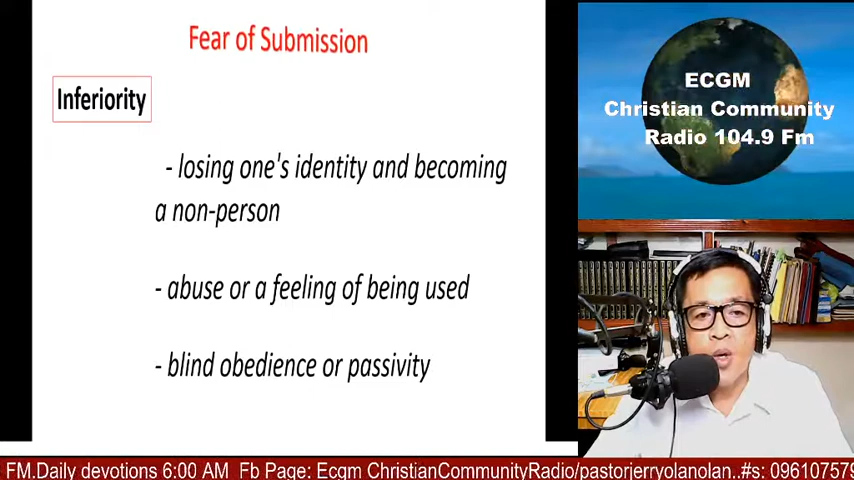 Fear of Submission
Inferiority
- losing one's identity and becoming
a non-person
- abuse or a feeling of being used
- blind obedience or passivity
ECGM
Christian Community
Radio 104.9 Fm
FM.Daily devotions 6:00 AM Fb Page: Ecgm ChristianCommunityRadio/pastorjerryolanolan..#s: 096107579